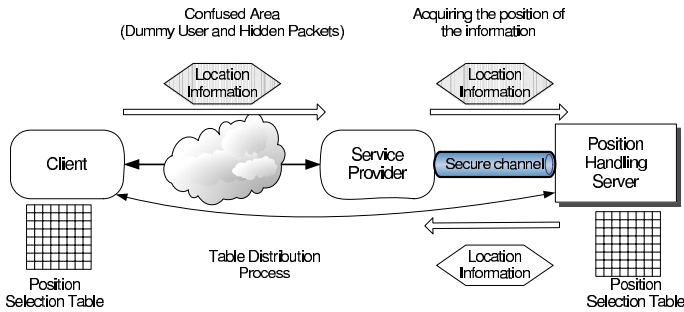 Confused Area
(Dummy User and Hidden Packets)
Acquiring the position of
the information
Location
Information
Location
Information
Client
Service
Provider
Secure channel
Position
Handling
Server
Table Distribution
Process
Location
Information
Position
Selection Table
Position
Selection Table